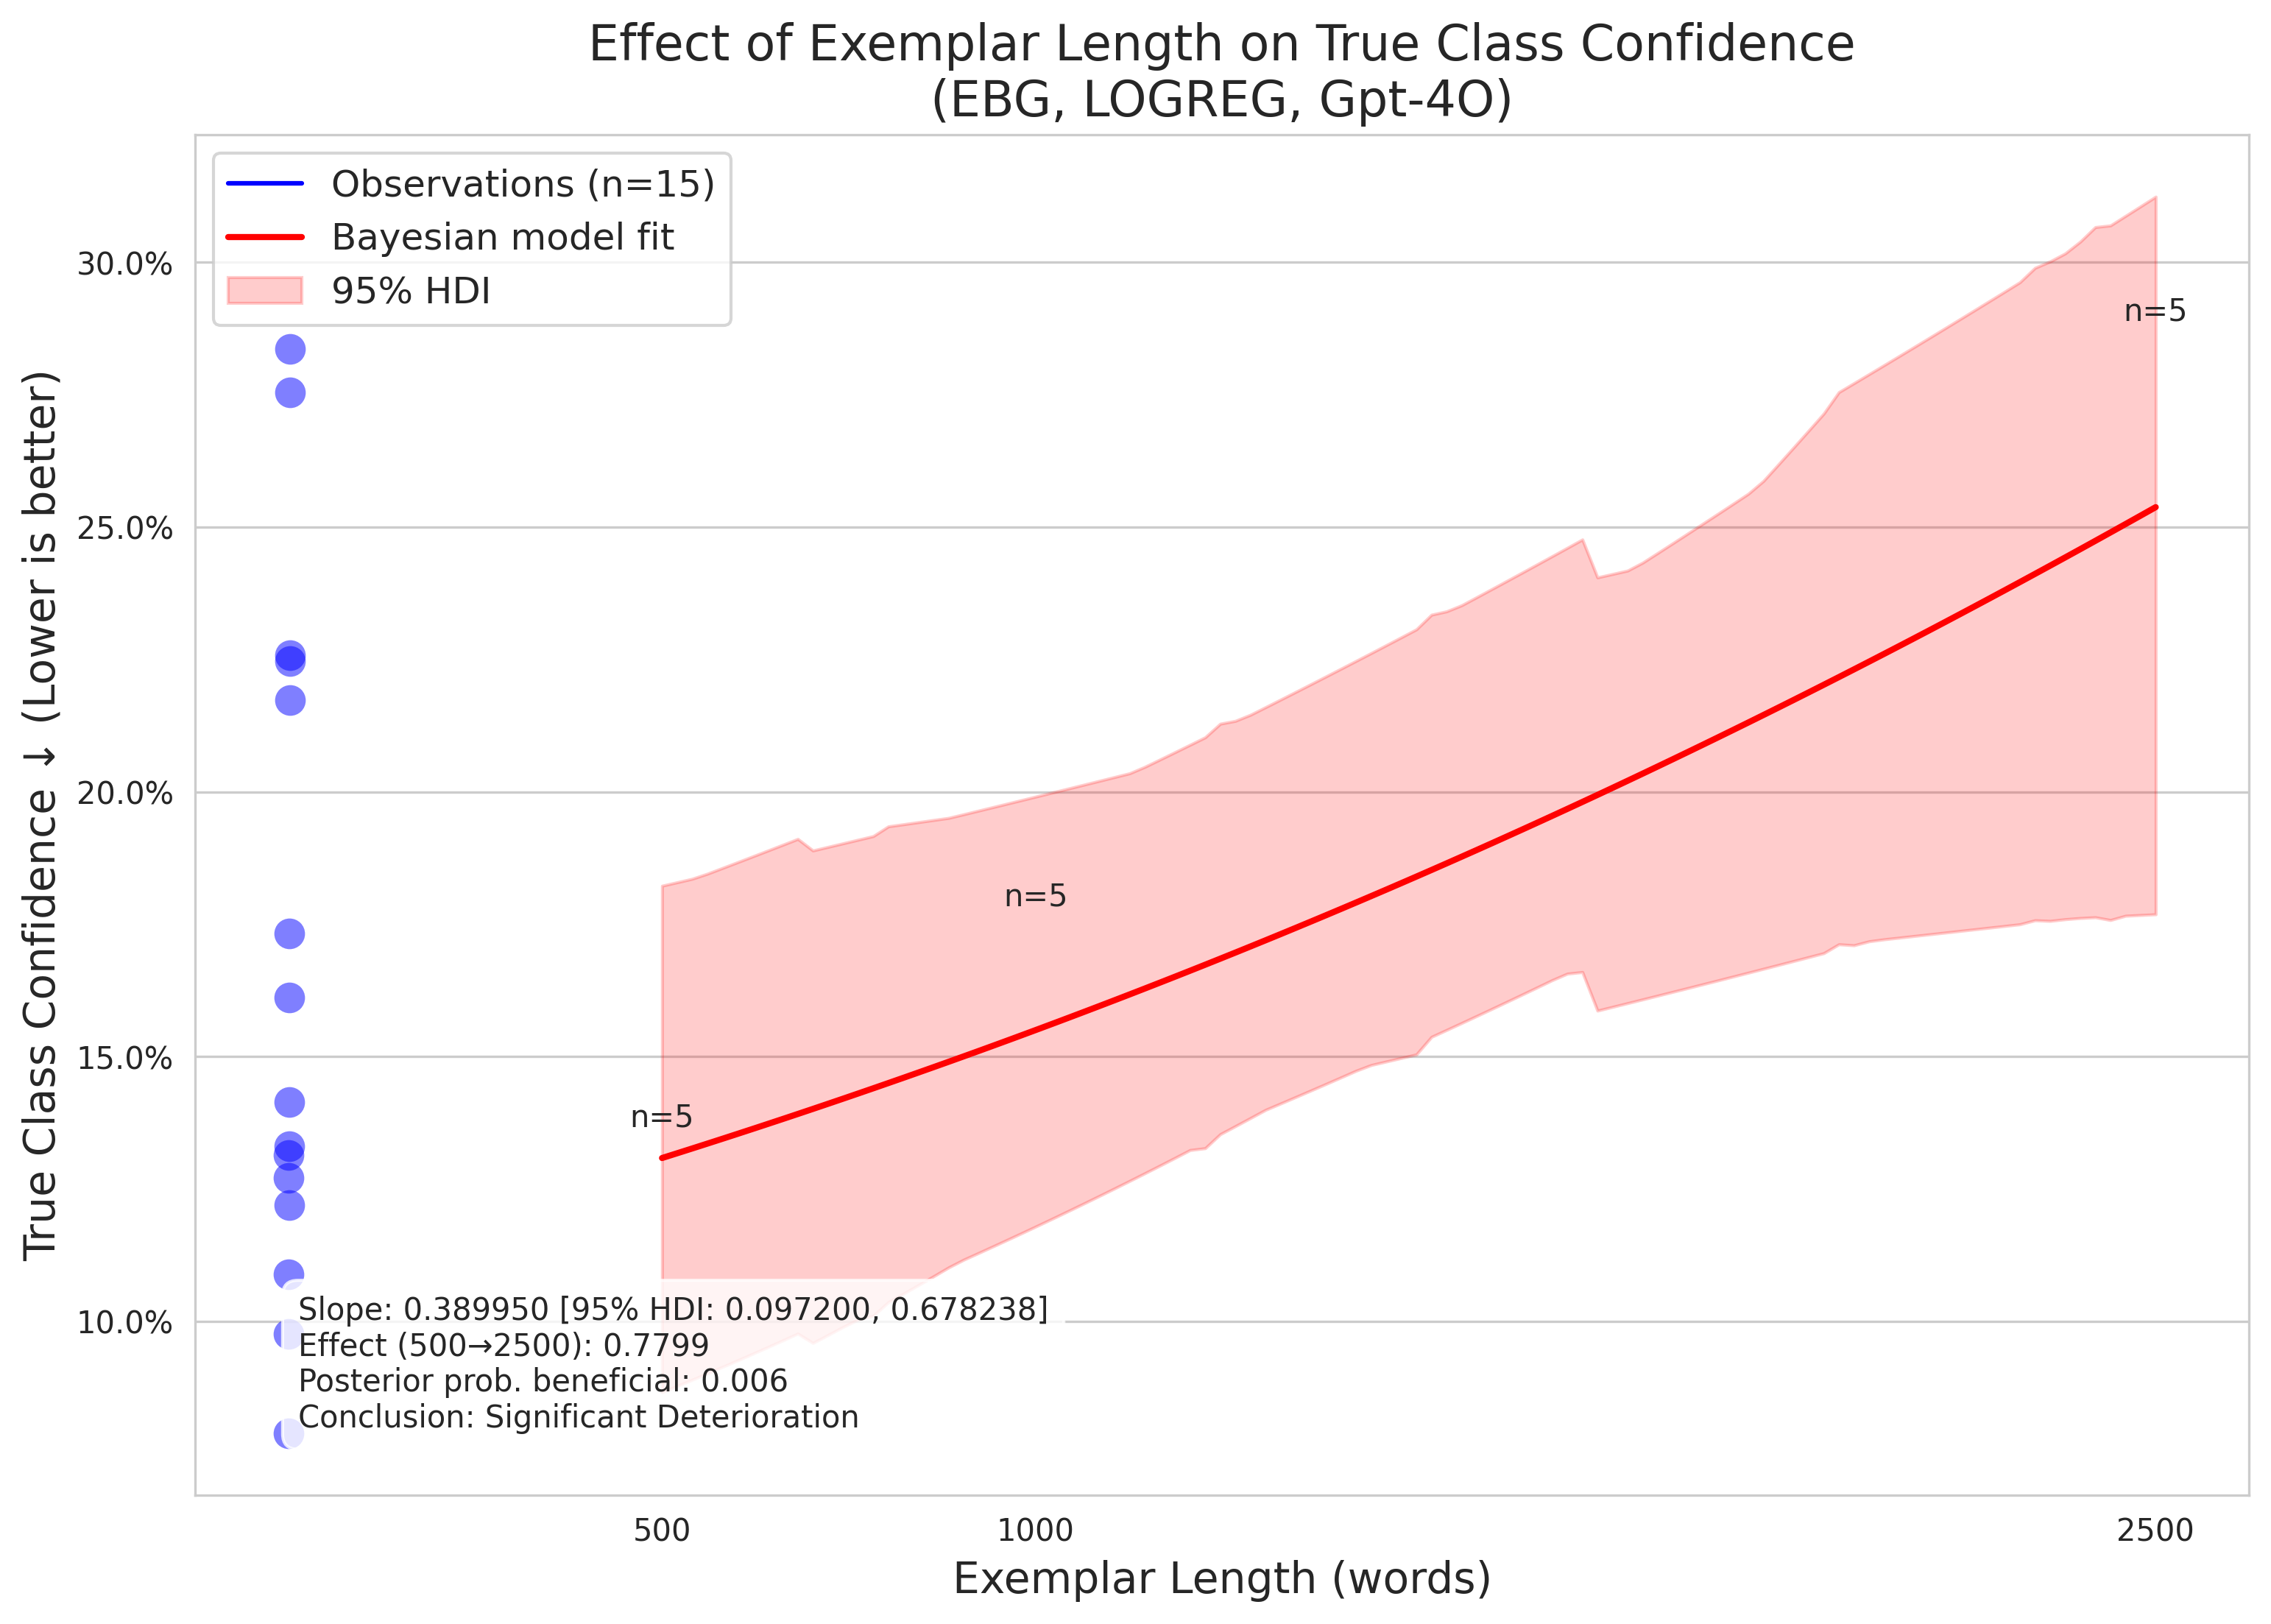 Effect of Exemplar Length on True Class Confidence
(EBG, LOGREG, Gpt-4O)
Observations (n=15)
Bayesian model fit
95% HDI
True Class Confidence ↓ (Lower is better)
30.0%
25.0%
20.0%
15.0%
10.0%
n=5
n=5
n=5
Slope: 0.389950 [95% HDI: 0.097200, 0.678238]
Effect (500→2500): 0.7799
Posterior prob. beneficial: 0.006
Conclusion: Significant Deterioration
500
1000
2500
Exemplar Length (words)